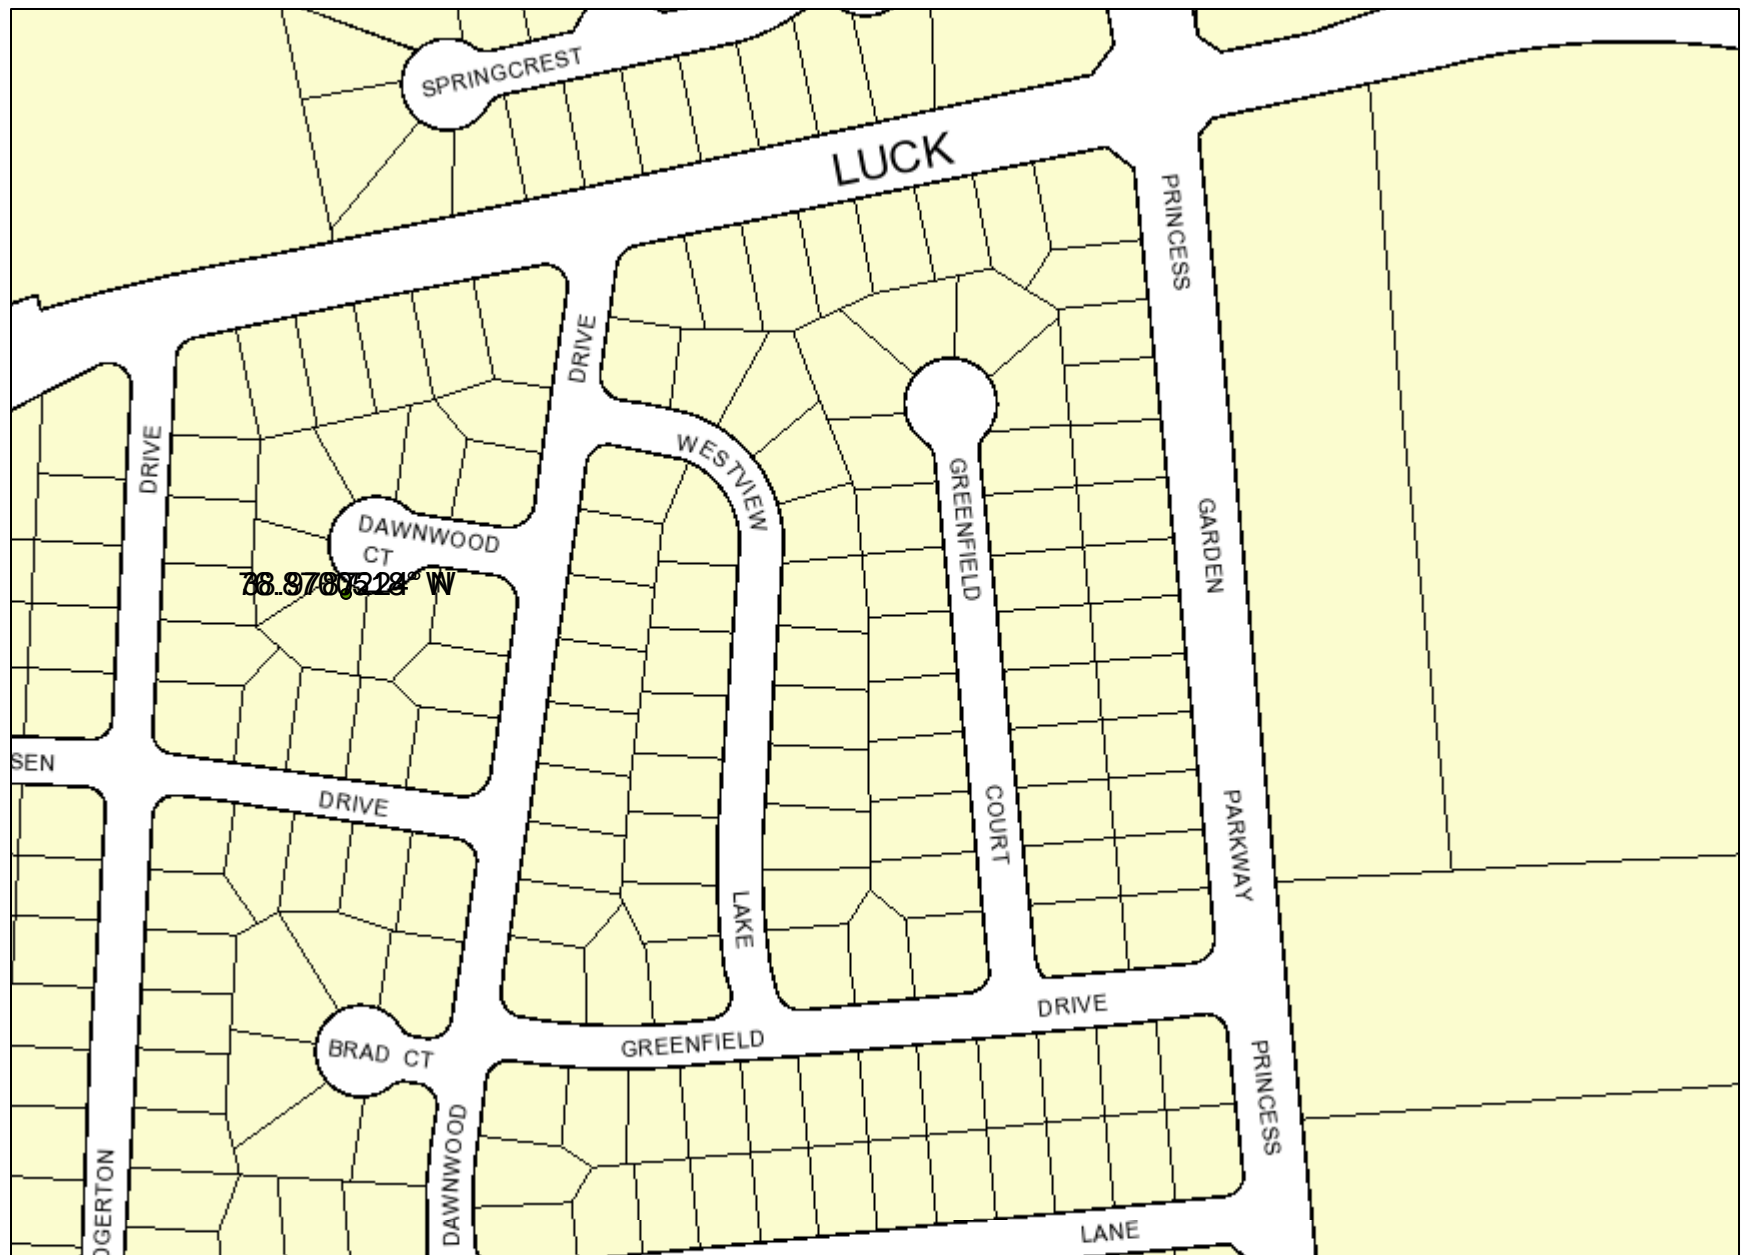 SPRINGCREST
LUCK
PRINCESS
DRIVE
DRIVE
WESTVIEW
GREENFIELD
GARDEN
DAWNWOOD
CT
SEN
DRIVE
COURT
PARKWAY
LAKE
DRIVE
GREENFIELD
BRAD CT
PRINCESS
DAWNWOOD
OGERTON
LANE